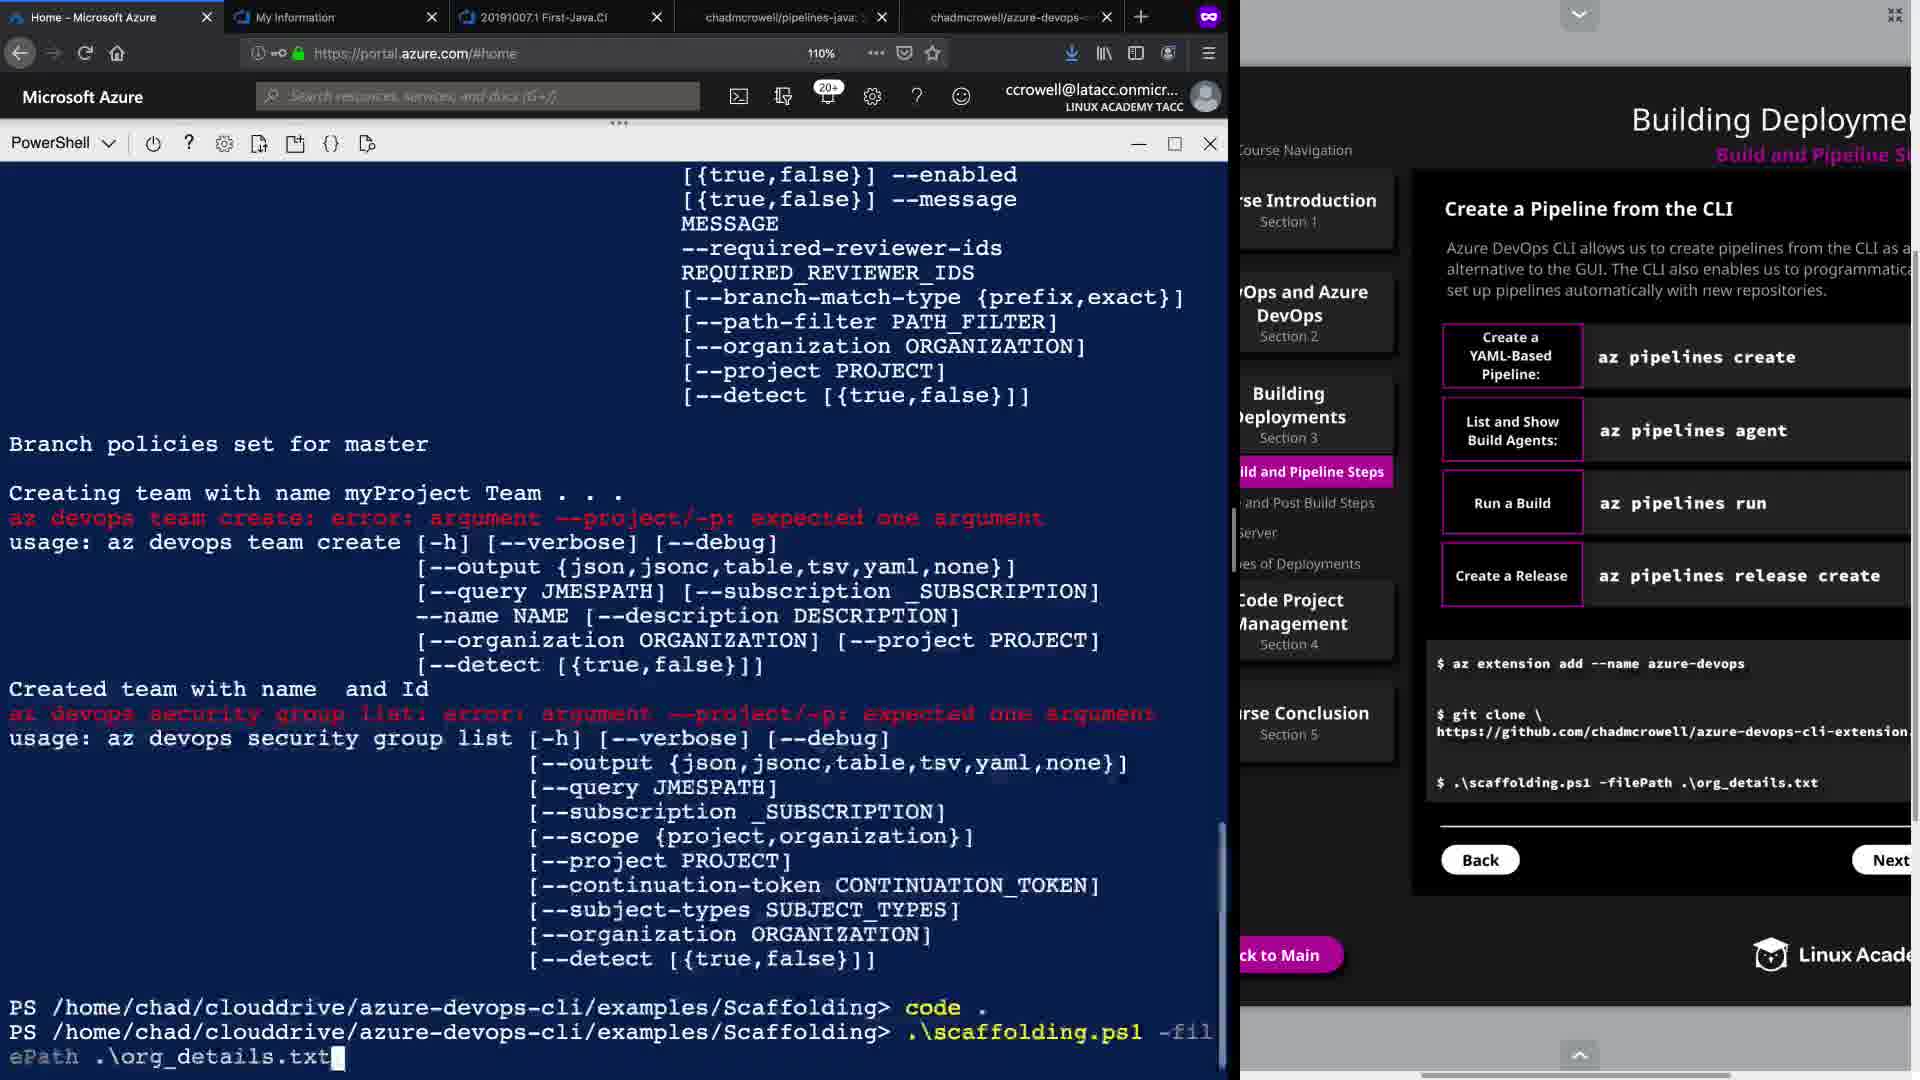 Home - Microsoft Azure
My Information
20191007.1 First-Java.CI
chadmcrowell/pipelines-java:
chadmcrowell/azure-devops-
https://portal.azure.com/#home
110%
Microsoft Azure
Search resources, services, and docs (G+/)
20+
ccrowell@latacc.onmicr...
LINUX ACADEMY TACC
PowerShell
[{true,false}] --enabled
[{true,false}] --message
MESSAGE
--required-reviewer-ids
REQUIRED_REVIEWER_IDS
[--branch-match-type {prefix,exact}]
[--path-filter PATH_FILTER]
[--organization ORGANIZATION]
[--project PROJECT]
[--detect [{true,false}]]
Branch policies set for master
Creating team with name myProject Team . . .
az devops team create: error: argument --project/-p: expected one argument
usage: az devops team create [-h] [--verbose] [--debug]
[--output {json,jsonc,table,tsv,yaml,none}]
[--query JMESPATH] [--subscription _SUBSCRIPTION]
--name NAME [--description DESCRIPTION]
[--organization ORGANIZATION] [--project PROJECT]
[--detect [{true,false}]]
Created team with name  and Id
az devops security group list: error: argument --project/-p: expected one argument
usage: az devops security group list [-h] [--verbose] [--debug]
[--output {json,jsonc,table,tsv,yaml,none}]
[--query JMESPATH]
[--subscription _SUBSCRIPTION]
[--scope {project,organization}]
[--project PROJECT]
[--continuation-token CONTINUATION_TOKEN]
[--subject-types SUBJECT_TYPES]
[--organization ORGANIZATION]
[--detect [{true,false}]]
PS /home/chad/clouddrive/azure-devops-cli/examples/Scaffolding> code .
PS /home/chad/clouddrive/azure-devops-cli/examples/Scaffolding> .\scaffolding.ps1 -fil
ePath .\org_details.txt
Building Deployme
Build and Pipeline St
Course Navigation
rse Introduction
Section 1
vOps and Azure
DevOps
Section 2
Building
Deployments
Section 3
ild and Pipeline Steps
and Post Build Steps
Server
es of Deployments
Code Project
Management
Section 4
rse Conclusion
Section 5
ck to Main
Create a Pipeline from the CLI
Azure DevOps CLI allows us to create pipelines from the CLI as a
alternative to the GUI. The CLI also enables us to programmatica
set up pipelines automatically with new repositories.
Create a
YAML-Based
Pipeline:
az pipelines create
List and Show
Build Agents:
az pipelines agent
Run a Build
az pipelines run
Create a Release
az pipelines release create
$ az extension add --name azure-devops
$ git clone \
https://github.com/chadmcrowell/azure-devops-cli-extension.
$ .\scaffolding.ps1 -filePath .\org_details.txt
Back
Next
Linux Acade